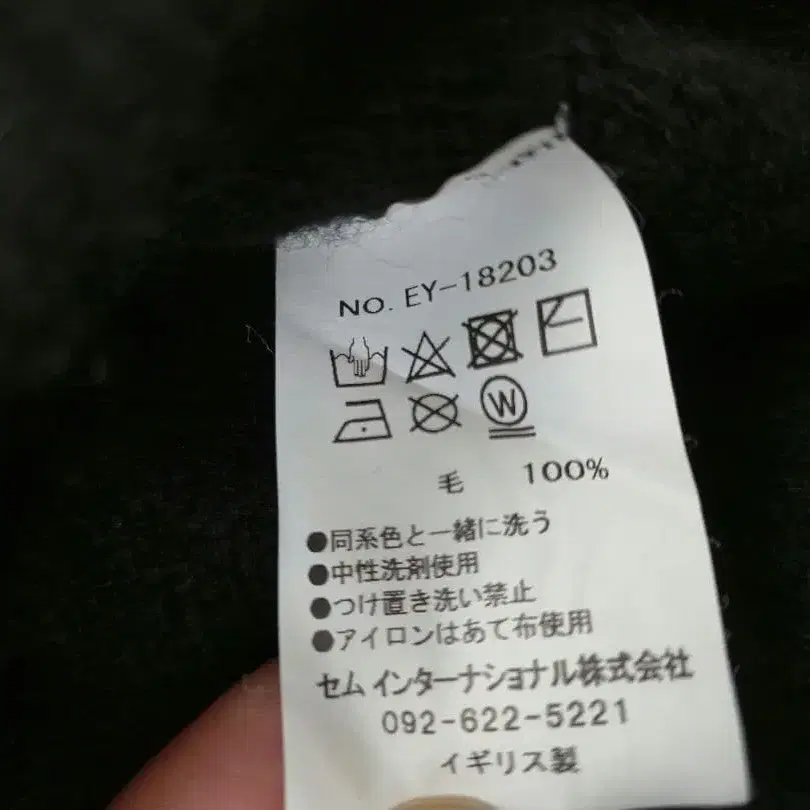 NO. EY-18203
W
毛 100%
●同系色と一緒に洗う
●中性洗剤使用
●つけ置き洗い禁止
●アイロンはあて布使用
セムインターナショナル株式会社
092-622-5221
イギリス製